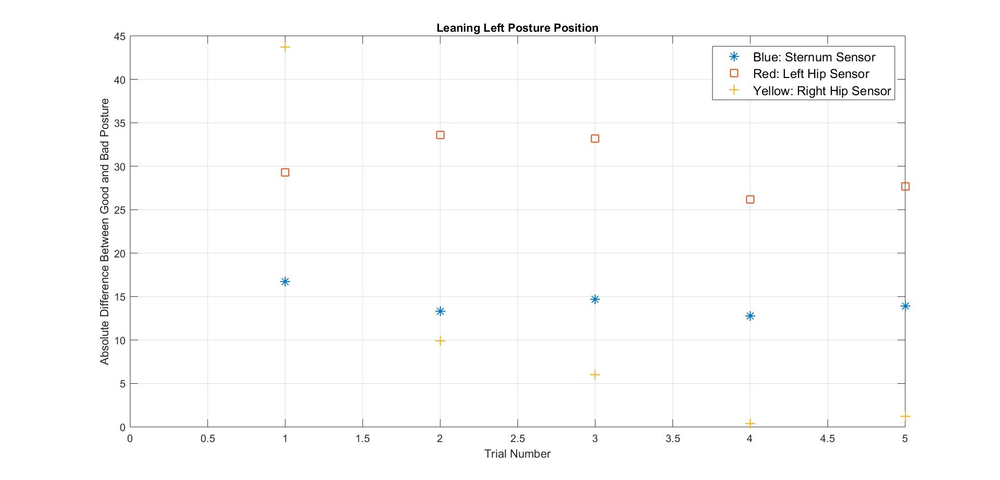 Leaning Left Posture Position
45
40
35
30
25
20
15
10
5
0
Absolute Difference Between Good and Bad Posture
Blue: Sternum Sensor
Red: Left Hip Sensor
Yellow: Right Hip Sensor
0 0.5 1 1.5 2 2.5 3 3.5 4 4.5 5
Trial Number